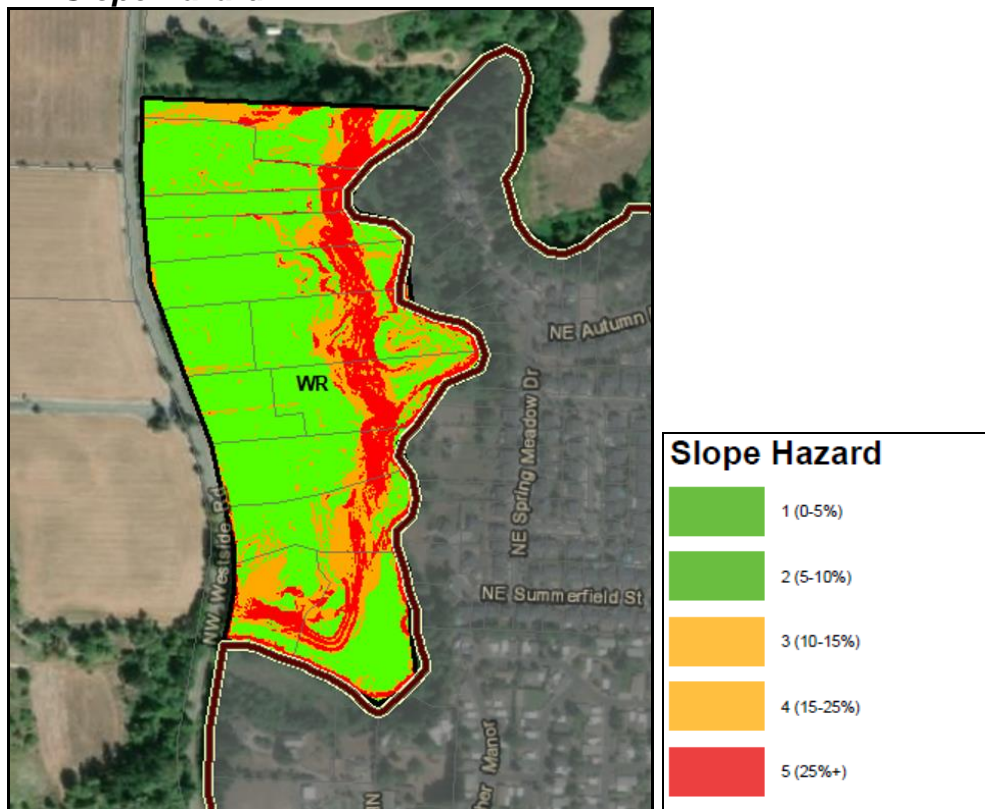 WR
NE Autumn
NE Spring Meadow Dr
NW Westside Rd
NE Summerfield St
her Manor
Slope Hazard
1 (0-5%)
2 (5-10%)
3 (10-15%)
4 (15-25%)
5 (25%+)